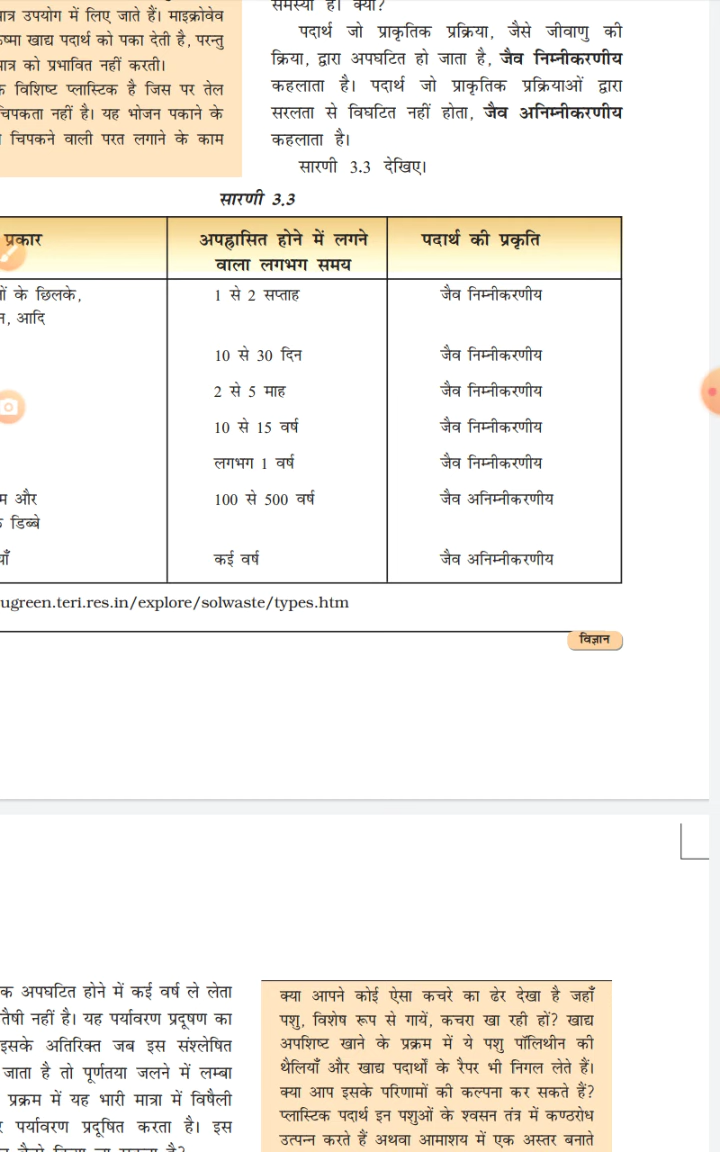 पात्र उपयोग में लिए जाते हैं। माइक्रोवेव
ऊष्मा खाद्य पदार्थ को पका देती है, परन्तु
पात्र को प्रभावित नहीं करती।
विशिष्ट प्लास्टिक है जिस पर तेल
चिपकता नहीं है। यह भोजन पकाने के
चिपकने वाली परत लगाने के काम
समस्या है। क्यों?
पदार्थ जो प्राकृतिक प्रक्रिया, जैसे जीवाणु की
क्रिया, द्वारा अपघटित हो जाता है, जैव निम्नीकरणीय
कहलाता है। पदार्थ जो प्राकृतिक प्रक्रियाओं द्वारा
सरलता से विघटित नहीं होता, जैव अनिम्नीकरणीय
कहलाता है।
सारणी 3.3 देखिए।
सारणी 3.3
प्रकार अपह्रासित होने में लगने पदार्थ की प्रकृति
वाला लगभग समय
के छिलके, 1 से 2 सप्ताह जैव निम्नीकरणीय
आदि
10 से 30 दिन जैव निम्नीकरणीय
2 से 5 माह जैव निम्नीकरणीय
10 से 15 वर्ष जैव निम्नीकरणीय
लगभग 1 वर्ष जैव निम्नीकरणीय
और 100 से 500 वर्ष जैव अनिम्नीकरणीय
डिब्बे
कई वर्ष जैव अनिम्नीकरणीय
ugreen.teri.res.in/explore/solwaste/types.htm
विज्ञान
क अपघटित होने में कई वर्ष ले लेता
तैषी नहीं है। यह पर्यावरण प्रदूषण का
इसके अतिरिक्त जब इस संश्लेषित
जाता है तो पूर्णतया जलने में लम्बा
प्रक्रम में यह भारी मात्रा में विषैली
पर्यावरण प्रदूषित करता है। इस
क्या आपने कोई ऐसा कचरे का ढेर देखा है जहाँ
पशु, विशेष रूप से गायें, कचरा खा रही हों? खाद्य
अपशिष्ट खाने के प्रक्रम में ये पशु पॉलिथीन की
थैलियाँ और खाद्य पदार्थों के रैपर भी निगल लेते हैं।
क्या आप इसके परिणामों की कल्पना कर सकते हैं?
प्लास्टिक पदार्थ इन पशुओं के श्वसन तंत्र में कण्ठरोध
उत्पन्न करते हैं अथवा आमाशय में एक अस्तर बनाते